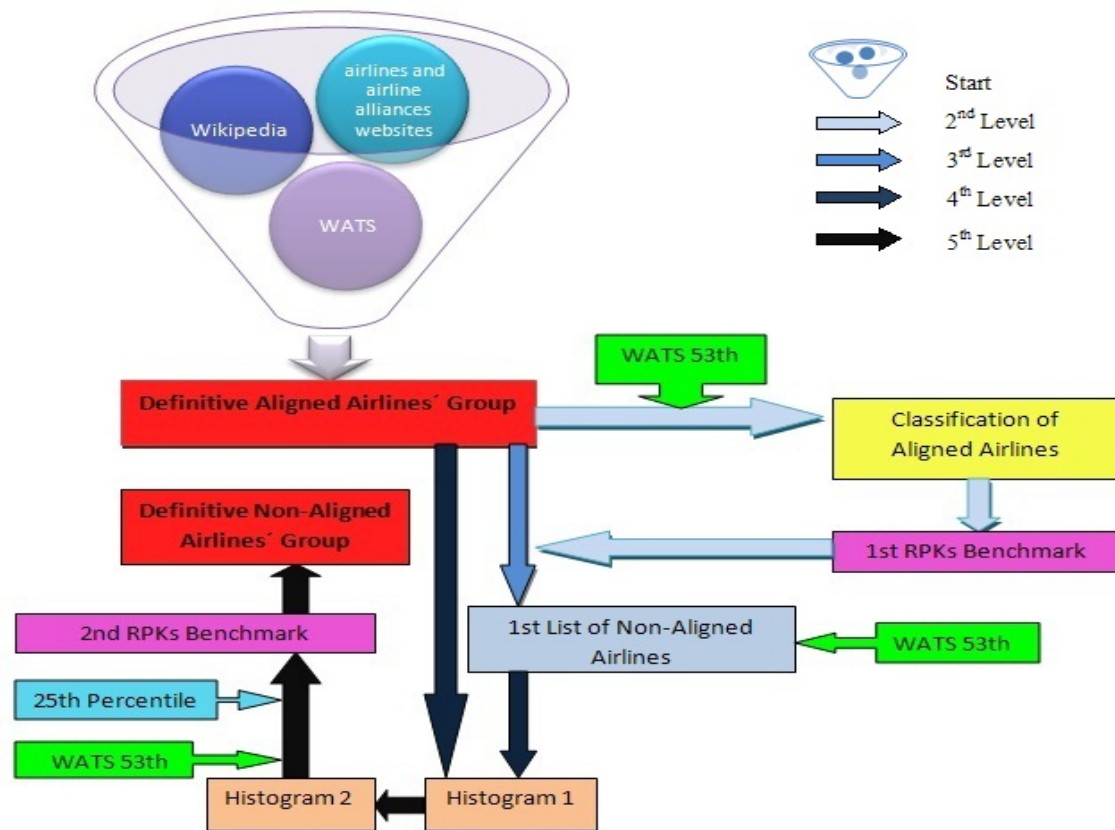 airlines and
airline
alliances
websites
Wikipedia
WATS
Start
2nd Level
3rd Level
4th Level
5th Level
WATS 53th
Definitive Aligned Airlines´ Group
Classification of
Aligned Airlines
Definitive Non-Aligned
Airlines´ Group
1st RPKs Benchmark
2nd RPKs Benchmark
1st List of Non-Aligned
Airlines
WATS 53th
25th Percentile
WATS 53th
Histogram 2
Histogram 1